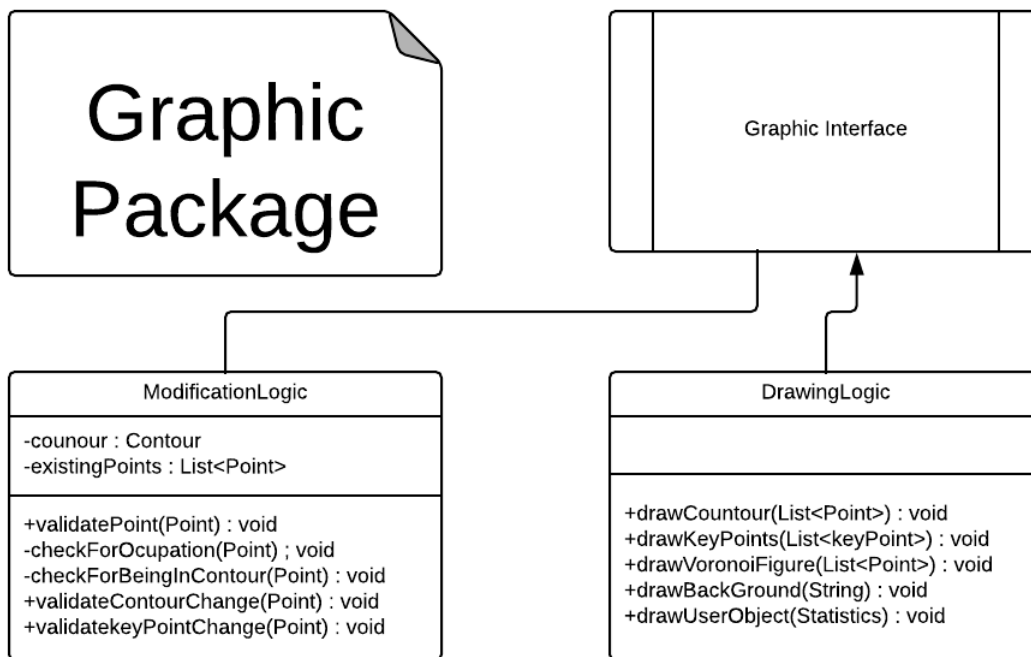 Graphic
Package
Graphic Interface
ModificationLogic
-counour : Contour
-existingPoints : List<Point>
+validatePoint(Point) : void
-checkForOcupation(Point) ; void
-checkForBeingInContour(Point) : void
+validateContourChange(Point) : void
+validatekeyPointChange(Point) : void
DrawingLogic
+drawCountour(List<Point>) : void
+drawKeyPoints(List<keyPoint>) : void
+drawVoronoiFigure(List<Point>) : void
+drawBackGround(String) : void
+drawUserObject(Statistics) : void